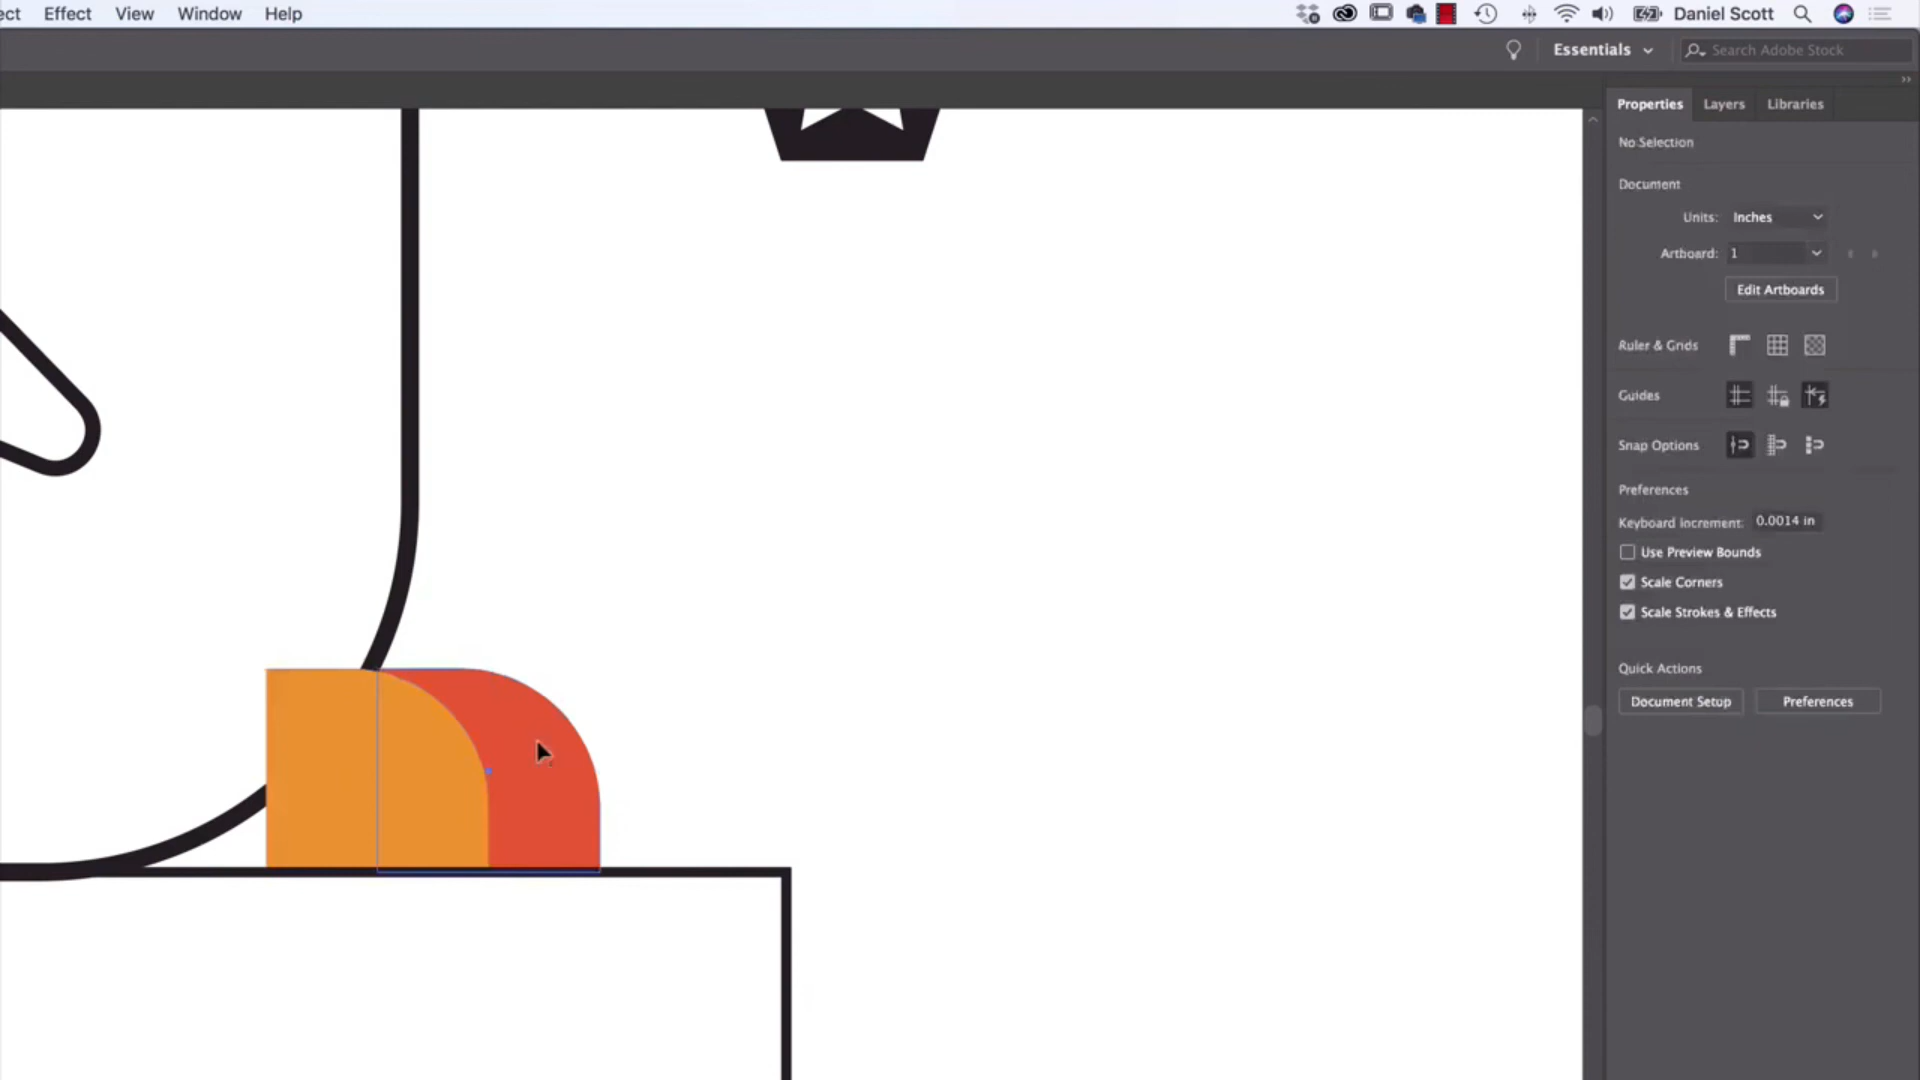 ect Effect View Window Help Daniel Scott
Essentials Search Adobe Stock
Properties Layers Libraries
No Selection
Document
Units: Inches
Artboard: 1
Edit Artboards
Ruler & Grids
Guides
Snap Options
Preferences
Keyboard Increment: 0.0014 in
Use Preview Bounds
Scale Corners
Scale Strokes & Effects
Quick Actions
Document Setup Preferences